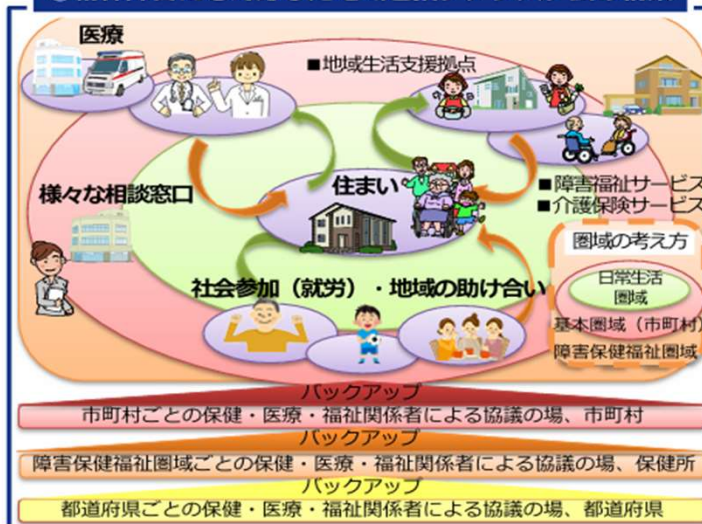 医療
■地域生活支援拠点
様々な相談窓口
住まい
■障害福祉サービス
■介護保険サービス
圏域の考え方
日常生活
圏域
基本圏域（市町村）
障害保健福祉圏域
社会参加（就労）・地域の助け合い
バックアップ
市町村ごとの保健・医療・福祉関係者による協議の場、市町村
バックアップ
障害保健福祉圏域ごとの保健・医療・福祉関係者による協議の場、保健所
バックアップ
都道府県ごとの保健・医療・福祉関係者による協議の場、都道府県